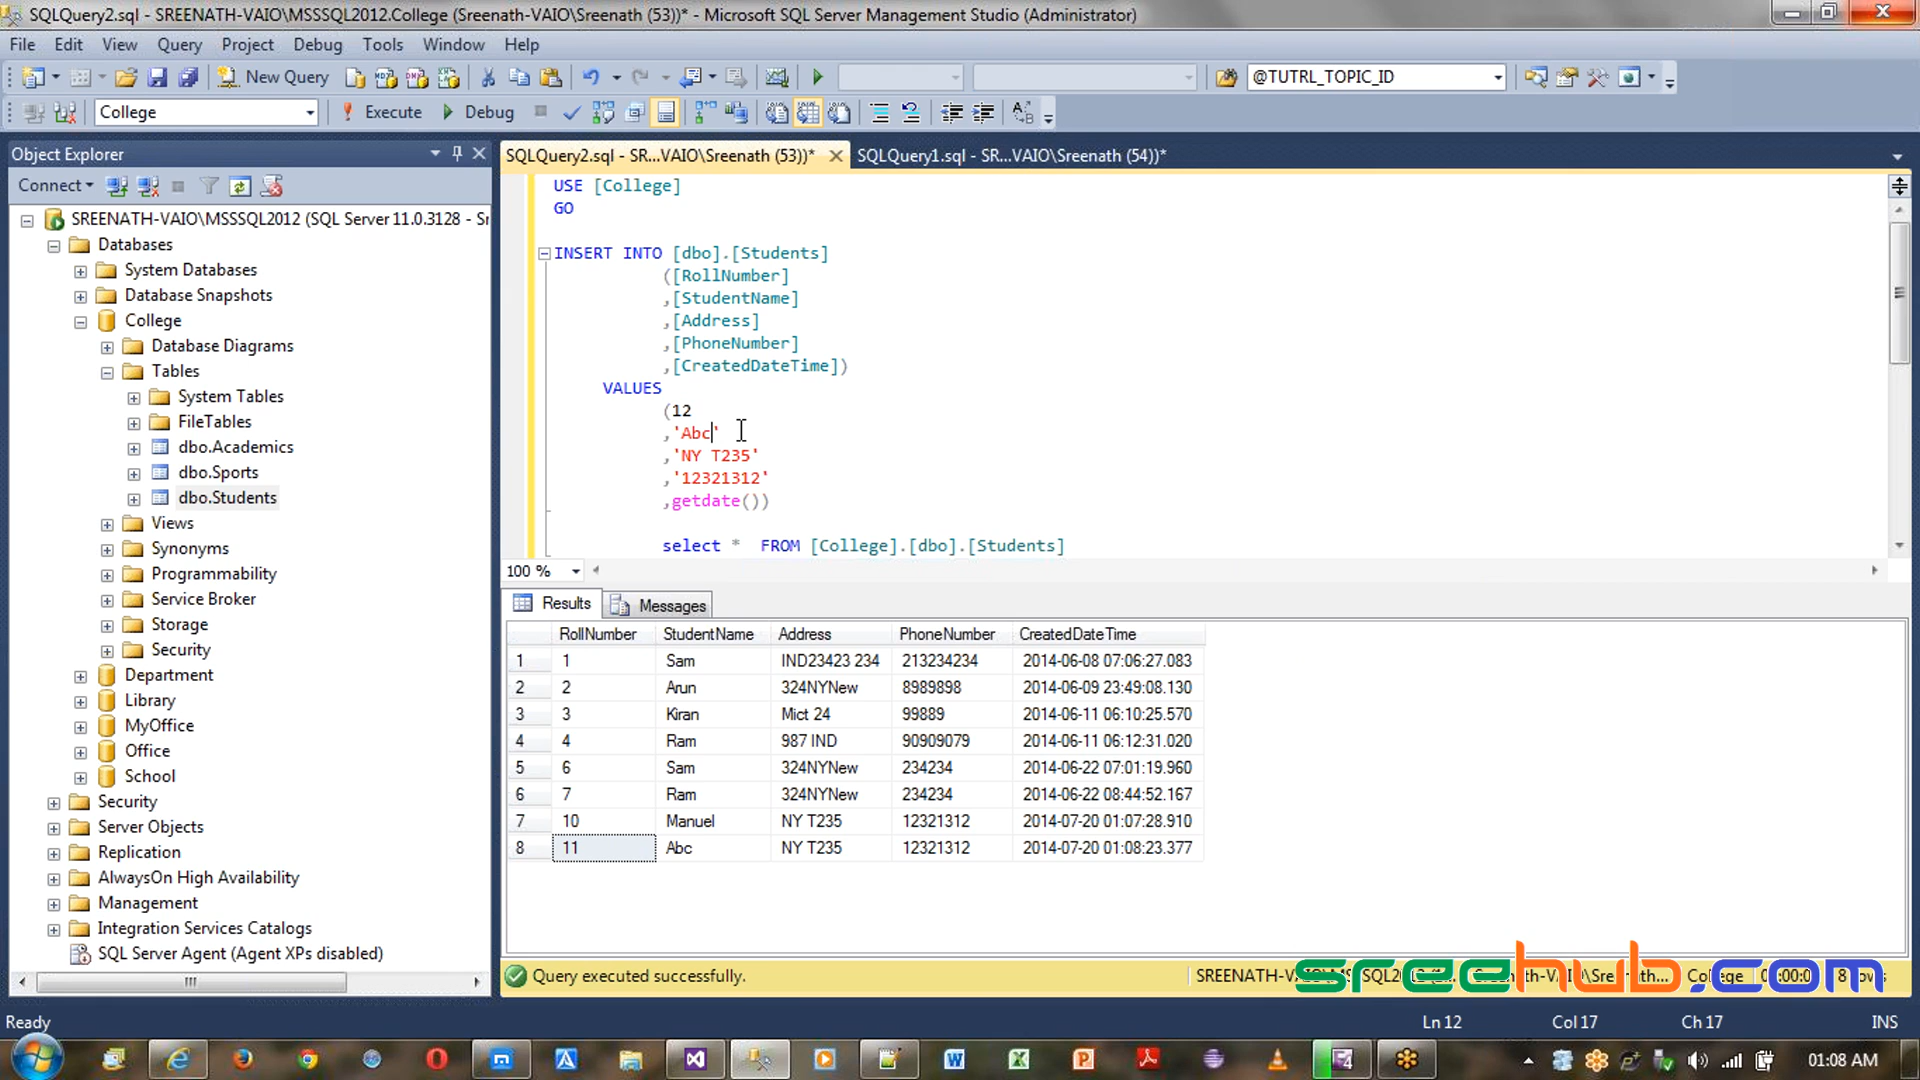 SQLQuery2.sql - SREENATH-VAIO\MSSSQL2012.College (Sreenath-VAIO\Sreenath (53))* - Microsoft SQL Server Management Studio (Administrator)
File Edit View Query Project Debug Tools Window Help
New Query @TUTRL_TOPIC_ID
College ! Execute Debug
Object Explorer
SQLQuery2.sql - SR...VAIO\Sreenath (53))* SQLQuery1.sql - SR...VAIO\Sreenath (54))*
Connect
SREENATH-VAIO\MSSSQL2012 (SQL Server 11.0.3128 - Sr
Databases
System Databases
Database Snapshots
College
Database Diagrams
Tables
System Tables
FileTables
dbo.Academics
dbo.Sports
dbo.Students
Views
Synonyms
Programmability
Service Broker
Storage
Security
Department
Library
MyOffice
Office
School
Security
Server Objects
Replication
AlwaysOn High Availability
Management
Integration Services Catalogs
SQL Server Agent (Agent XPs disabled)
USE [College]
GO
INSERT INTO [dbo].[Students]
([RollNumber]
,[StudentName]
,[Address]
,[PhoneNumber]
,[CreatedDateTime])
VALUES
(12
,'Abc'
,'NY T235'
,'12321312'
,getdate())
select * FROM [College].[dbo].[Students]
100 %
Results Messages
RollNumber StudentName Address PhoneNumber CreatedDateTime
1 1 Sam IND23423 234 213234234 2014-06-08 07:06:27.083
2 2 Arun 324NYNew 8989898 2014-06-09 23:49:08.130
3 3 Kiran Mict 24 99889 2014-06-11 06:10:25.570
4 4 Ram 987 IND 90909079 2014-06-11 06:12:31.020
5 6 Sam 324NYNew 234234 2014-06-22 07:01:19.960
6 7 Ram 324NYNew 234234 2014-06-22 08:44:52.167
7 10 Manuel NY T235 12321312 2014-07-20 01:07:28.910
8 11 Abc NY T235 12321312 2014-07-20 01:08:23.377
Query executed successfully.
sreehub.com
Ready Ln 12 Col 17 Ch 17 INS
01:08 AM